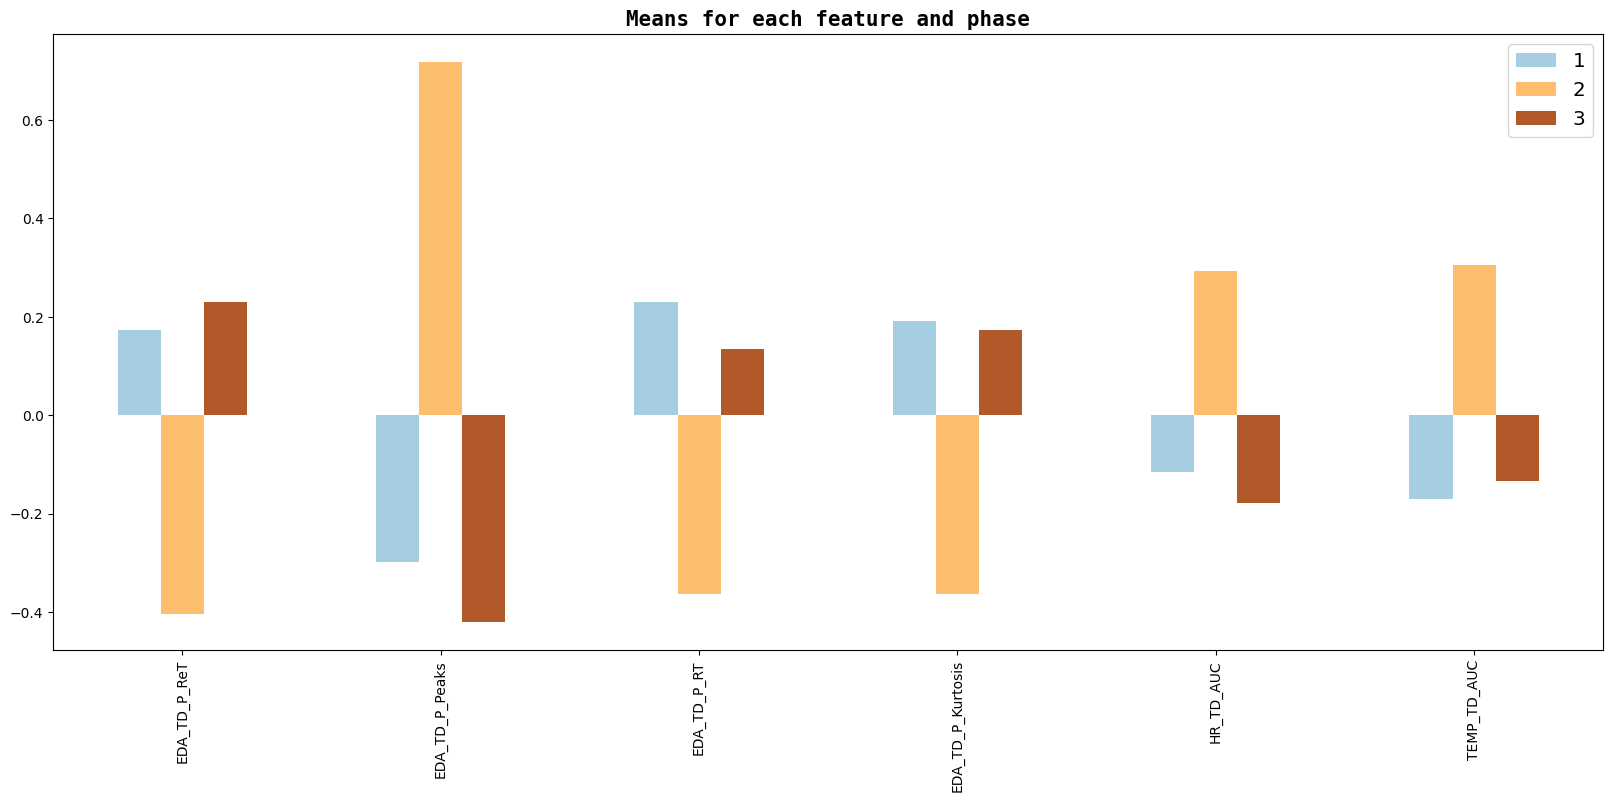 Means for each feature and phase
1
2
3
0.6
0.4
0.2
0.0
−0.2
−0.4
EDA_TD_P_ReT
EDA_TD_P_Peaks
EDA_TD_P_RT
EDA_TD_P_Kurtosis
HR_TD_AUC
TEMP_TD_AUC